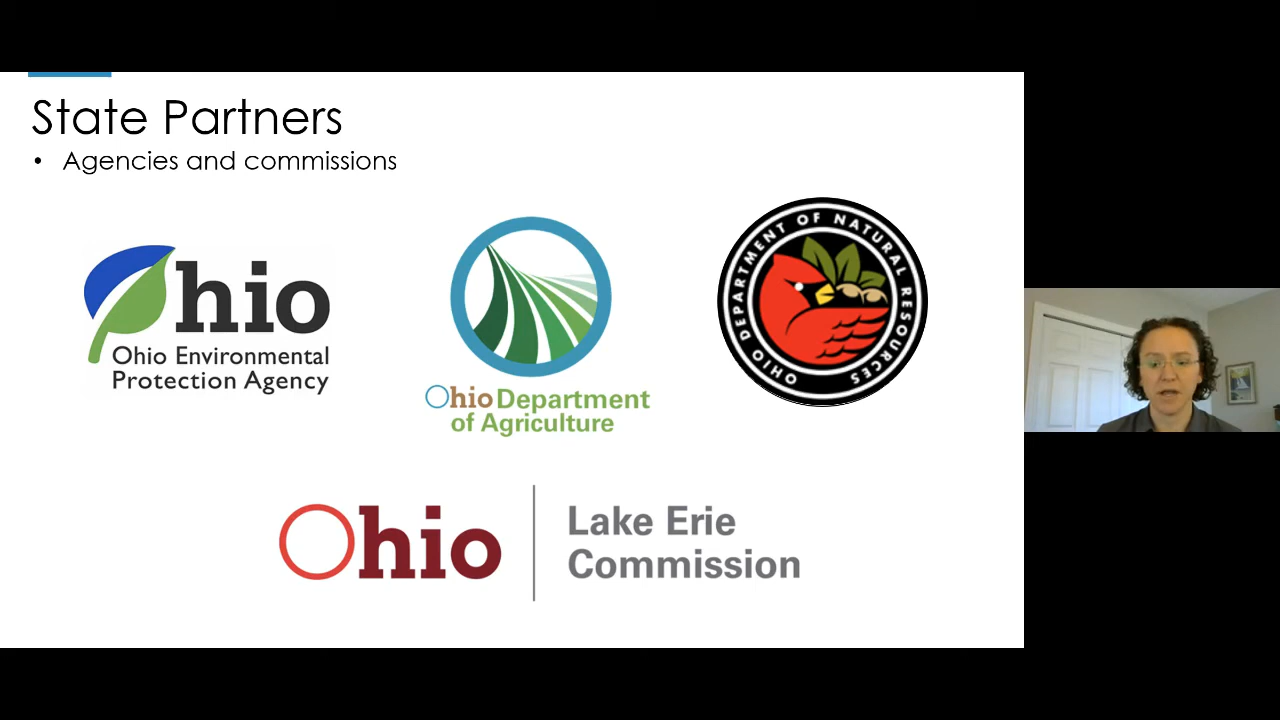 State Partners
• Agencies and commissions
Ohio
Ohio Environmental
Protection Agency
Ohio Department
of Agriculture
OHIO DEPARTMENT OF NATURAL RESOURCES
Ohio
Lake Erie
Commission